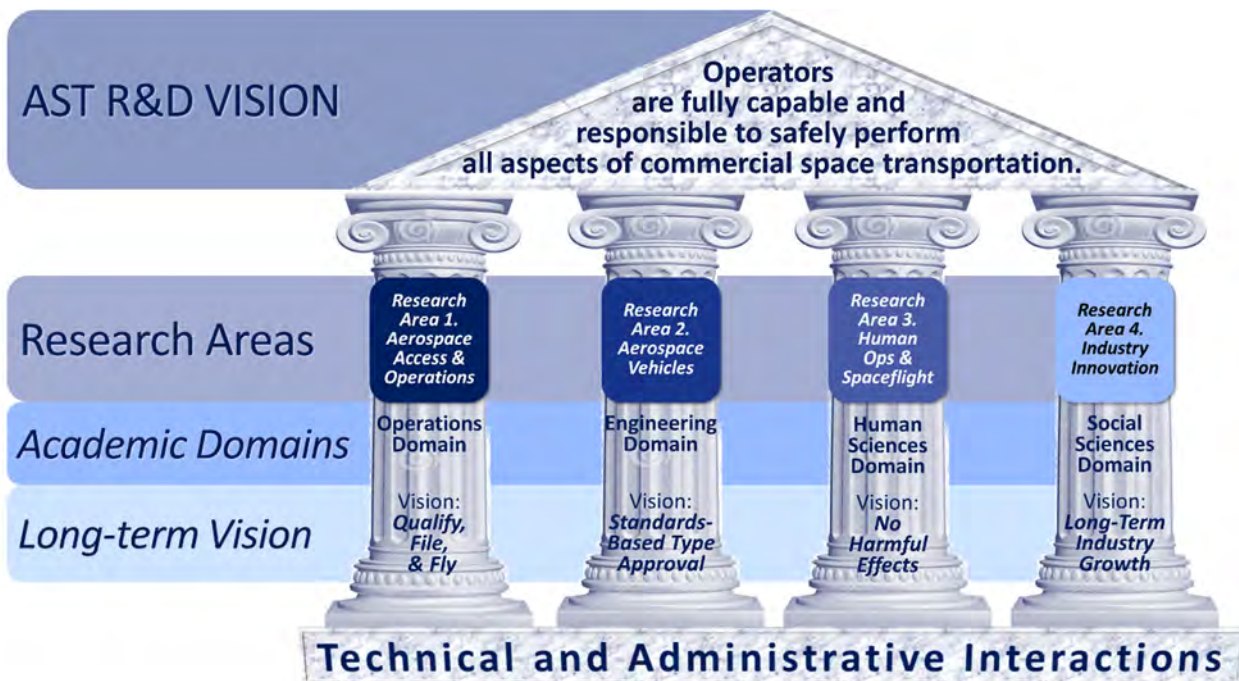 AST R&D VISION
Operators
are fully capable and
responsible to safely perform
all aspects of commercial space transportation.
Research Areas
Research
Area 1.
Aerospace
Access &
Operations
Research
Area 2.
Aerospace
Vehicles
Research
Area 3.
Human
Ops &
Spaceflight
Research
Area 4.
Industry
Innovation
Academic Domains
Operations
Domain
Engineering
Domain
Human
Sciences
Domain
Social
Sciences
Domain
Long-term Vision
Vision:
Qualify,
File,
& Fly
Vision:
Standards-
Based Type
Approval
Vision:
No
Harmful
Effects
Vision:
Long-Term
Industry
Growth
Technical and Administrative Interactions